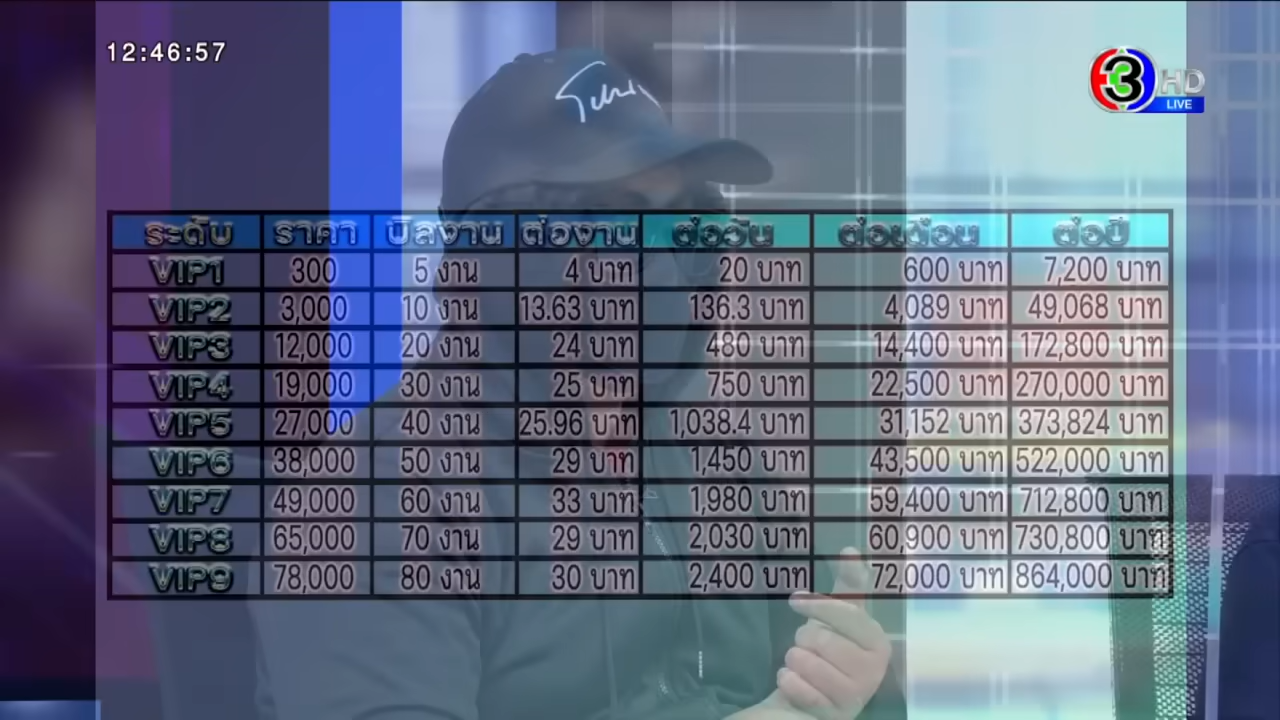 12:46:57
3 HD
LIVE
ระดับ ราคา บิลงาน ต่องาน ต่อวัน ต่อเดือน ต่อปี
VIP1 300 5 งาน 4 บาท 20 บาท 600 บาท 7,200 บาท
VIP2 3,000 10 งาน 13.63 บาท 136.3 บาท 4,089 บาท 49,068 บาท
VIP3 12,000 20 งาน 24 บาท 480 บาท 14,400 บาท 172,800 บาท
VIP4 19,000 30 งาน 25 บาท 750 บาท 22,500 บาท 270,000 บาท
VIP5 27,000 40 งาน 25.96 บาท 1,038.4 บาท 31,152 บาท 373,824 บาท
VIP6 38,000 50 งาน 29 บาท 1,450 บาท 43,500 บาท 522,000 บาท
VIP7 49,000 60 งาน 33 บาท 1,980 บาท 59,400 บาท 712,800 บาท
VIP8 65,000 70 งาน 29 บาท 2,030 บาท 60,900 บาท 730,800 บาท
VIP9 78,000 80 งาน 30 บาท 2,400 บาท 72,000 บาท 864,000 บาท